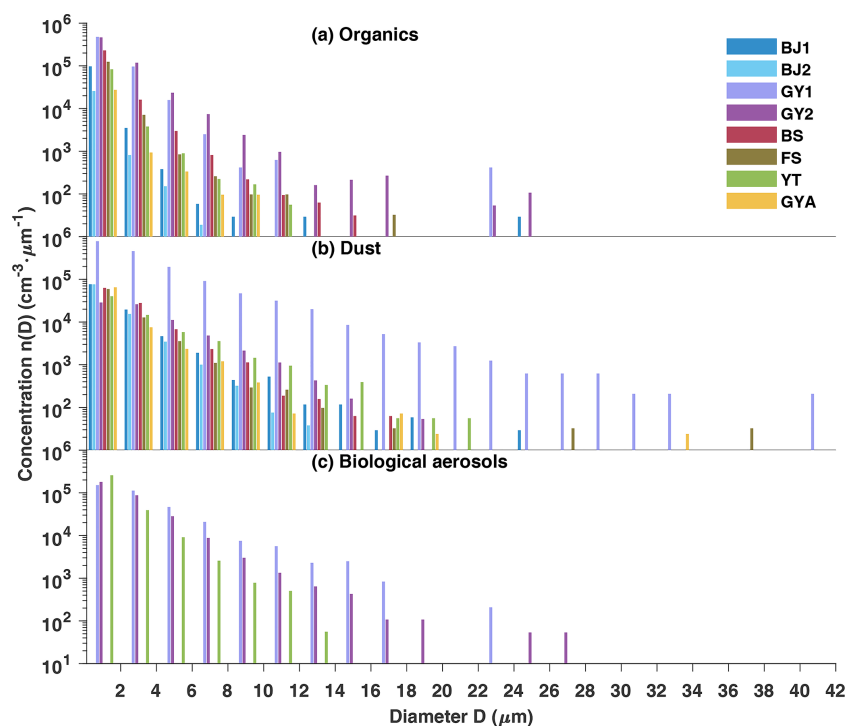 (a) Organics
10^6
10^5
10^4
10^3
10^2
BJ1
BJ2
GY1
GY2
BS
FS
YT
GYA
(b) Dust
10^6
10^6
10^5
10^4
10^3
10^2
(c) Biological aerosols
10^6
10^5
10^4
10^3
10^2
10^1
Concentration n(D) (cm^-3·μm^-1)
2 4 6 8 10 12 14 16 18 20 22 24 26 28 30 32 34 36 38 40 42
Diameter D (μm)